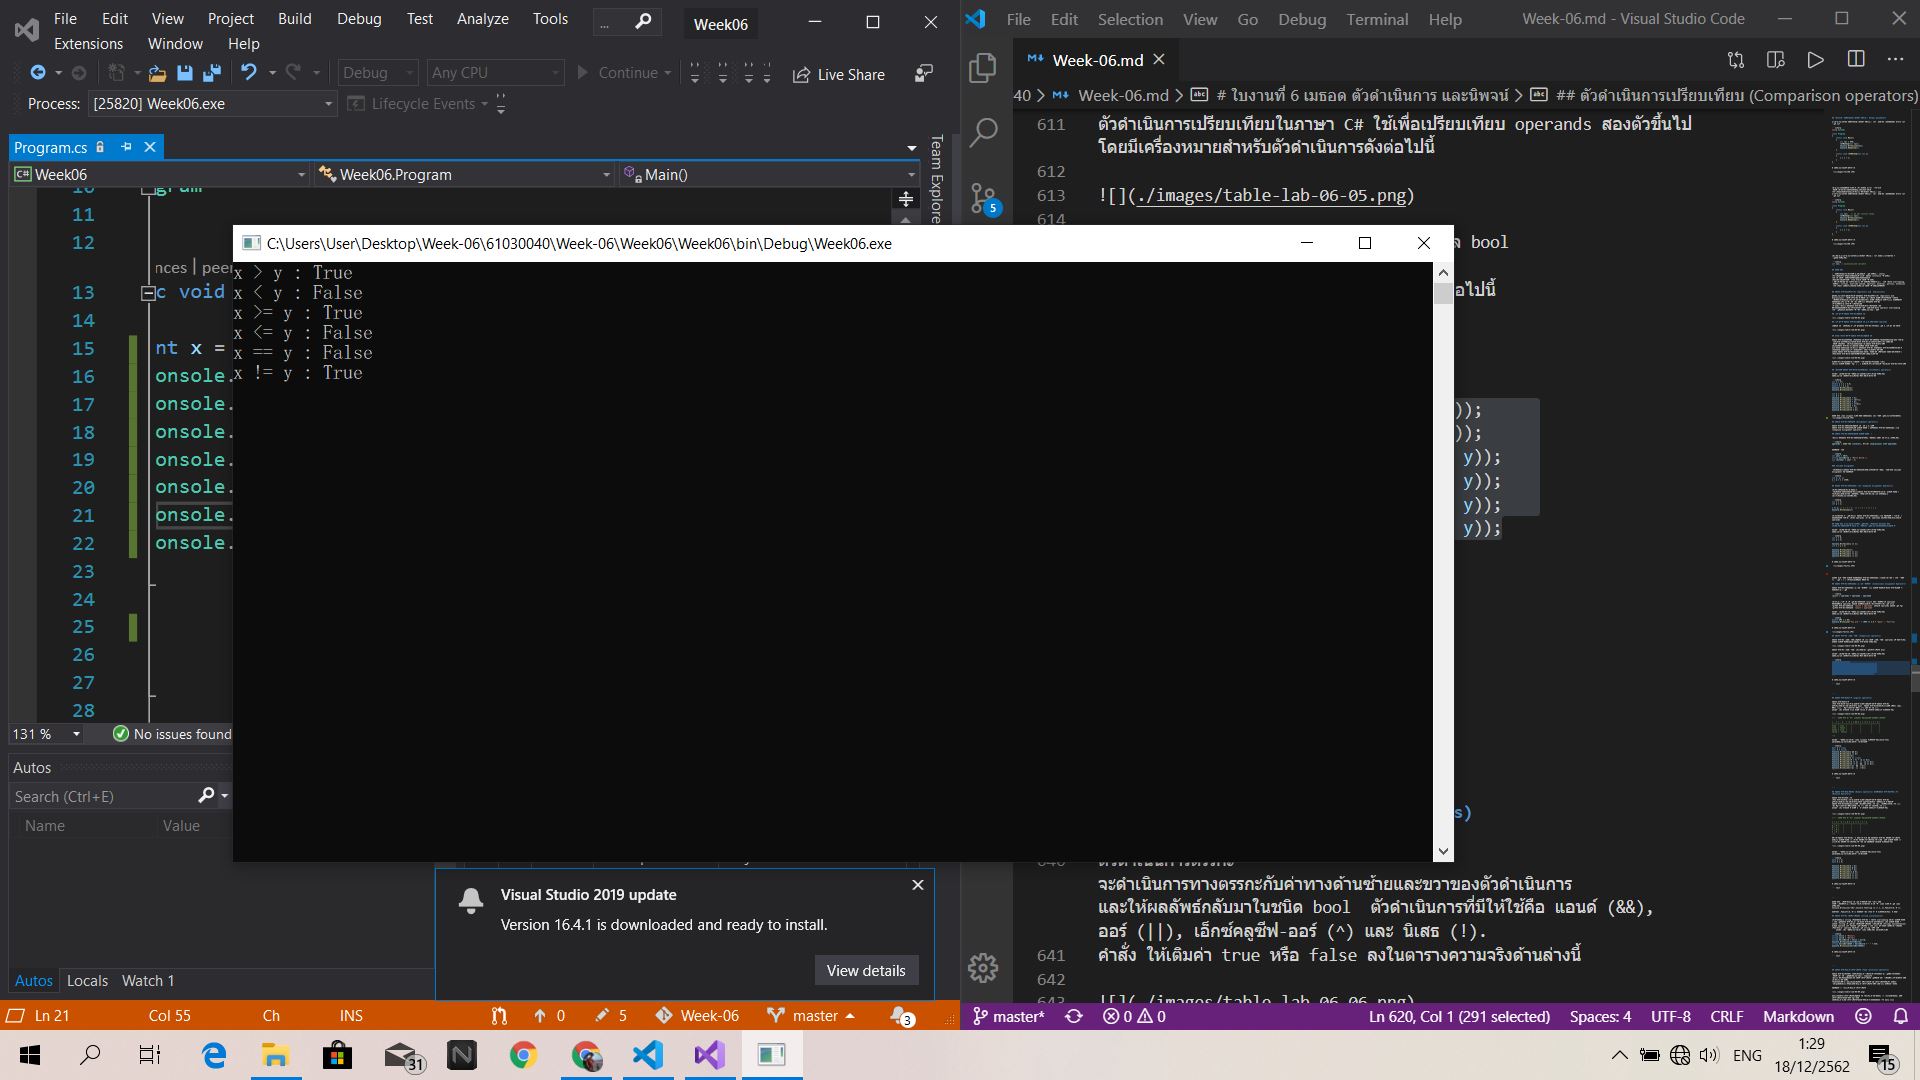 File Edit View Project Build Debug Test Analyze Tools ... Week06
Extensions Window Help
Debug Any CPU Continue Live Share
Process: [25820] Week06.exe Lifecycle Events
Program.cs
Team Explore
C# Week06 Week06.Program Main()
11
12
nces | peer
13 c void
14
15 nt x =
16 onsole.
17 onsole.
18 onsole.
19 onsole.
20 onsole.
21 onsole.
22 onsole.
23
24
25
26
27
28
131 % No issues found
Autos
Search (Ctrl+E)
Name Value
Autos Locals Watch 1
Ln 21 Col 55 Ch INS 0 5 Week-06 master 3
C:\Users\User\Desktop\Week-06\61030040\Week-06\Week06\Week06\bin\Debug\Week06.exe
x > y : True
x < y : False
x >= y : True
x <= y : False
x == y : False
x != y : True
Visual Studio 2019 update
Version 16.4.1 is downloaded and ready to install.
View details
File Edit Selection View Go Debug Terminal Help Week-06.md - Visual Studio Code
Week-06.md
40 > Week-06.md > # ใบงานที่ 6 เมธอด ตัวดำเนินการ และนิพจน์ > ## ตัวดำเนินการเปรียบเทียบ (Comparison operators)
5
611 ตัวดำเนินการเปรียบเทียบในภาษา C# ใช้เพื่อเปรียบเทียบ operands สองตัวขึ้นไป
โดยมีเครื่องหมายสำหรับตัวดำเนินการดังต่อไปนี้
612
613 ![](./images/table-lab-06-05.png)
614
bool
อไปนี้
));
));
y));
y));
y));
y));
s)
จะดำเนินการทางตรรกะกับค่าทางด้านซ้ายและขวาของตัวดำเนินการ
และให้ผลลัพธ์กลับมาในชนิด bool ตัวดำเนินการที่มีให้ใช้คือ แอนด์ (&&),
ออร์ (||), เอ็กซ์คลูซีฟ-ออร์ (^) และ นิเสธ (!).
641 คำสั่ง ให้เติมค่า true หรือ false ลงในตารางความจริงด้านล่างนี้
642
643 ![](./images/table-lab-06-06.png)
master* 0 0 Ln 620, Col 1 (291 selected) Spaces: 4 UTF-8 CRLF Markdown
31 ENG 1:29
18/12/2562 15